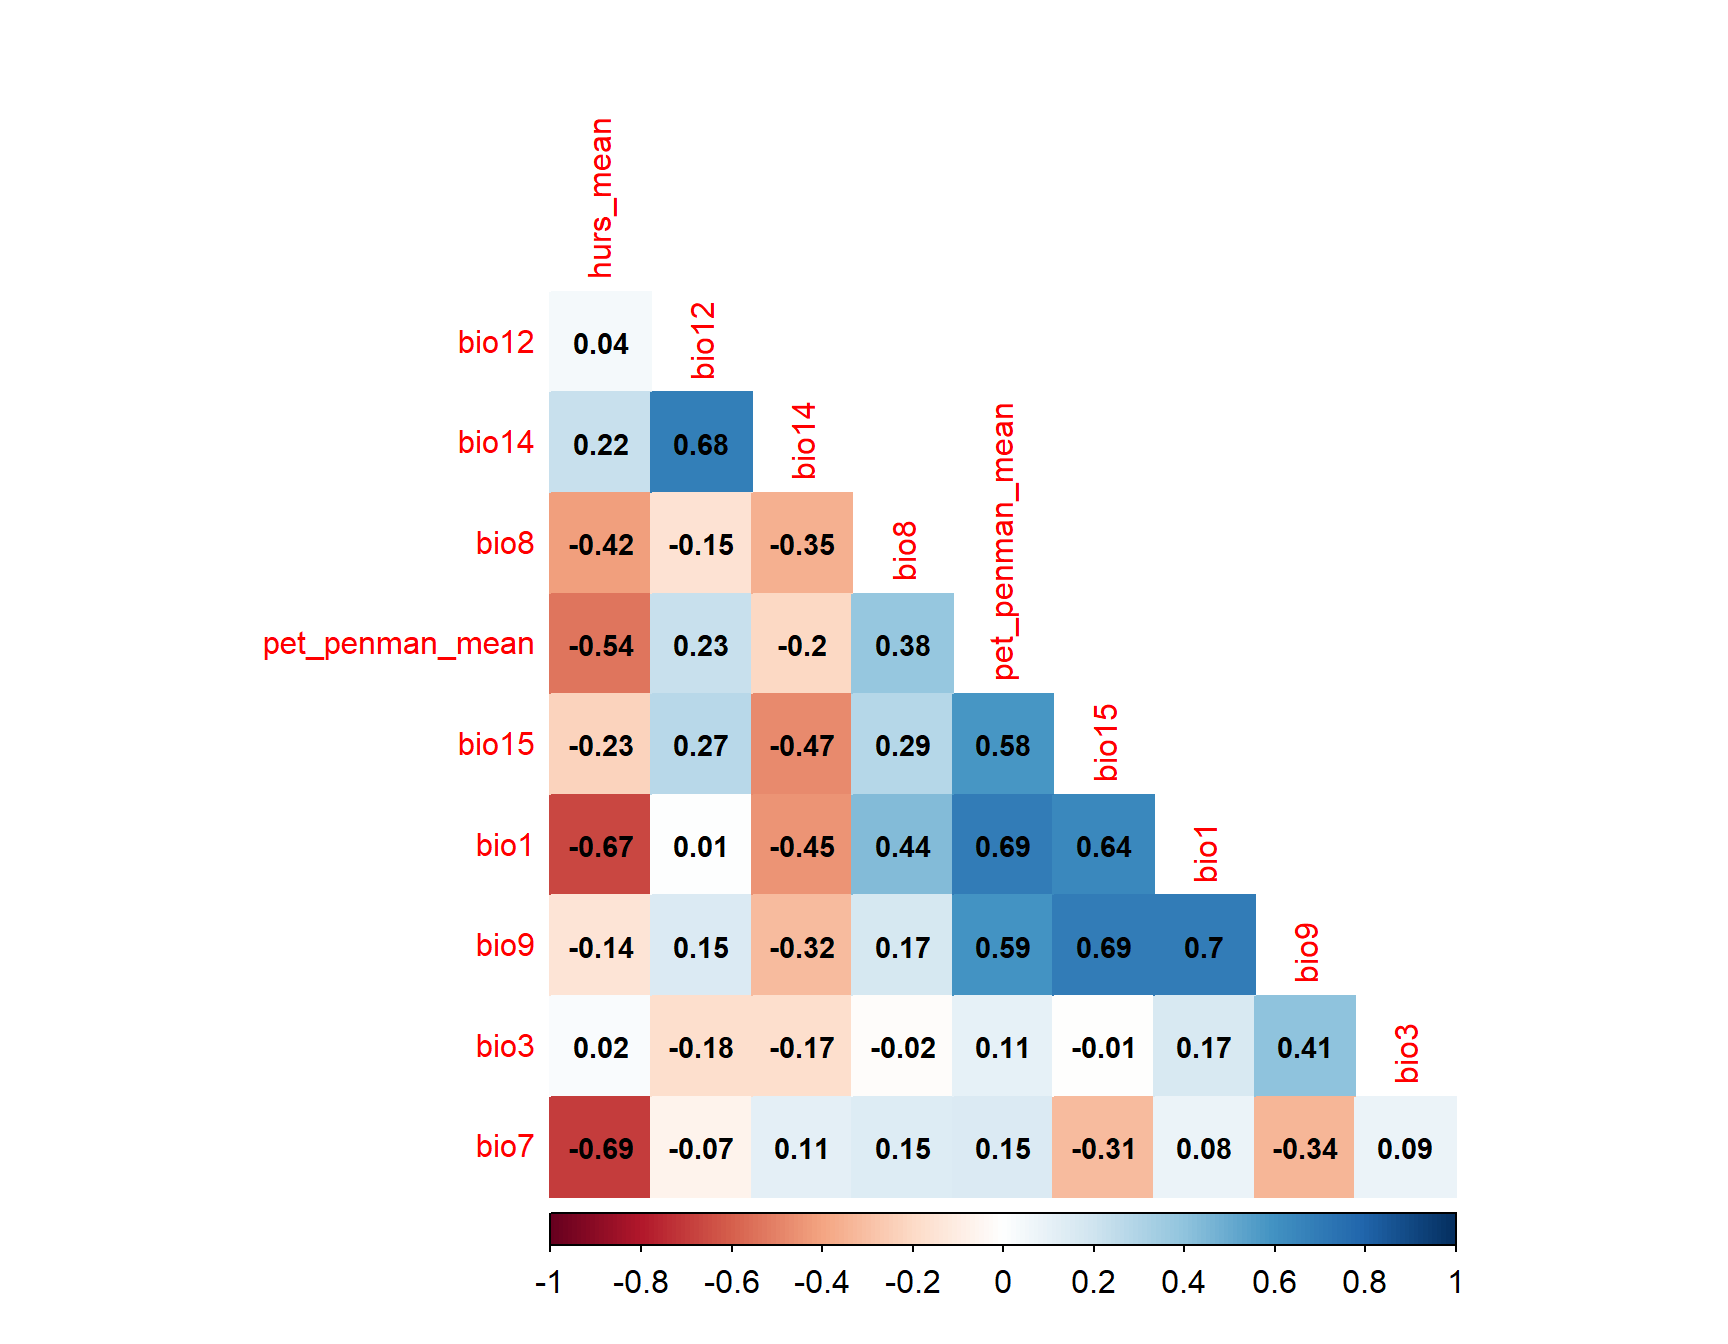 hurs_mean
bio12 0.04 bio12
bio14 0.22 0.68 bio14
bio8 -0.42 -0.15 -0.35 bio8
pet_penman_mean -0.54 0.23 -0.2 0.38 pet_penman_mean
bio15 -0.23 0.27 -0.47 0.29 0.58 bio15
bio1 -0.67 0.01 -0.45 0.44 0.69 0.64 bio1
bio9 -0.14 0.15 -0.32 0.17 0.59 0.69 0.7 bio9
bio3 0.02 -0.18 -0.17 -0.02 0.11 -0.01 0.17 0.41 bio3
bio7 -0.69 -0.07 0.11 0.15 0.15 -0.31 0.08 -0.34 0.09
-1 -0.8 -0.6 -0.4 -0.2 0 0.2 0.4 0.6 0.8 1